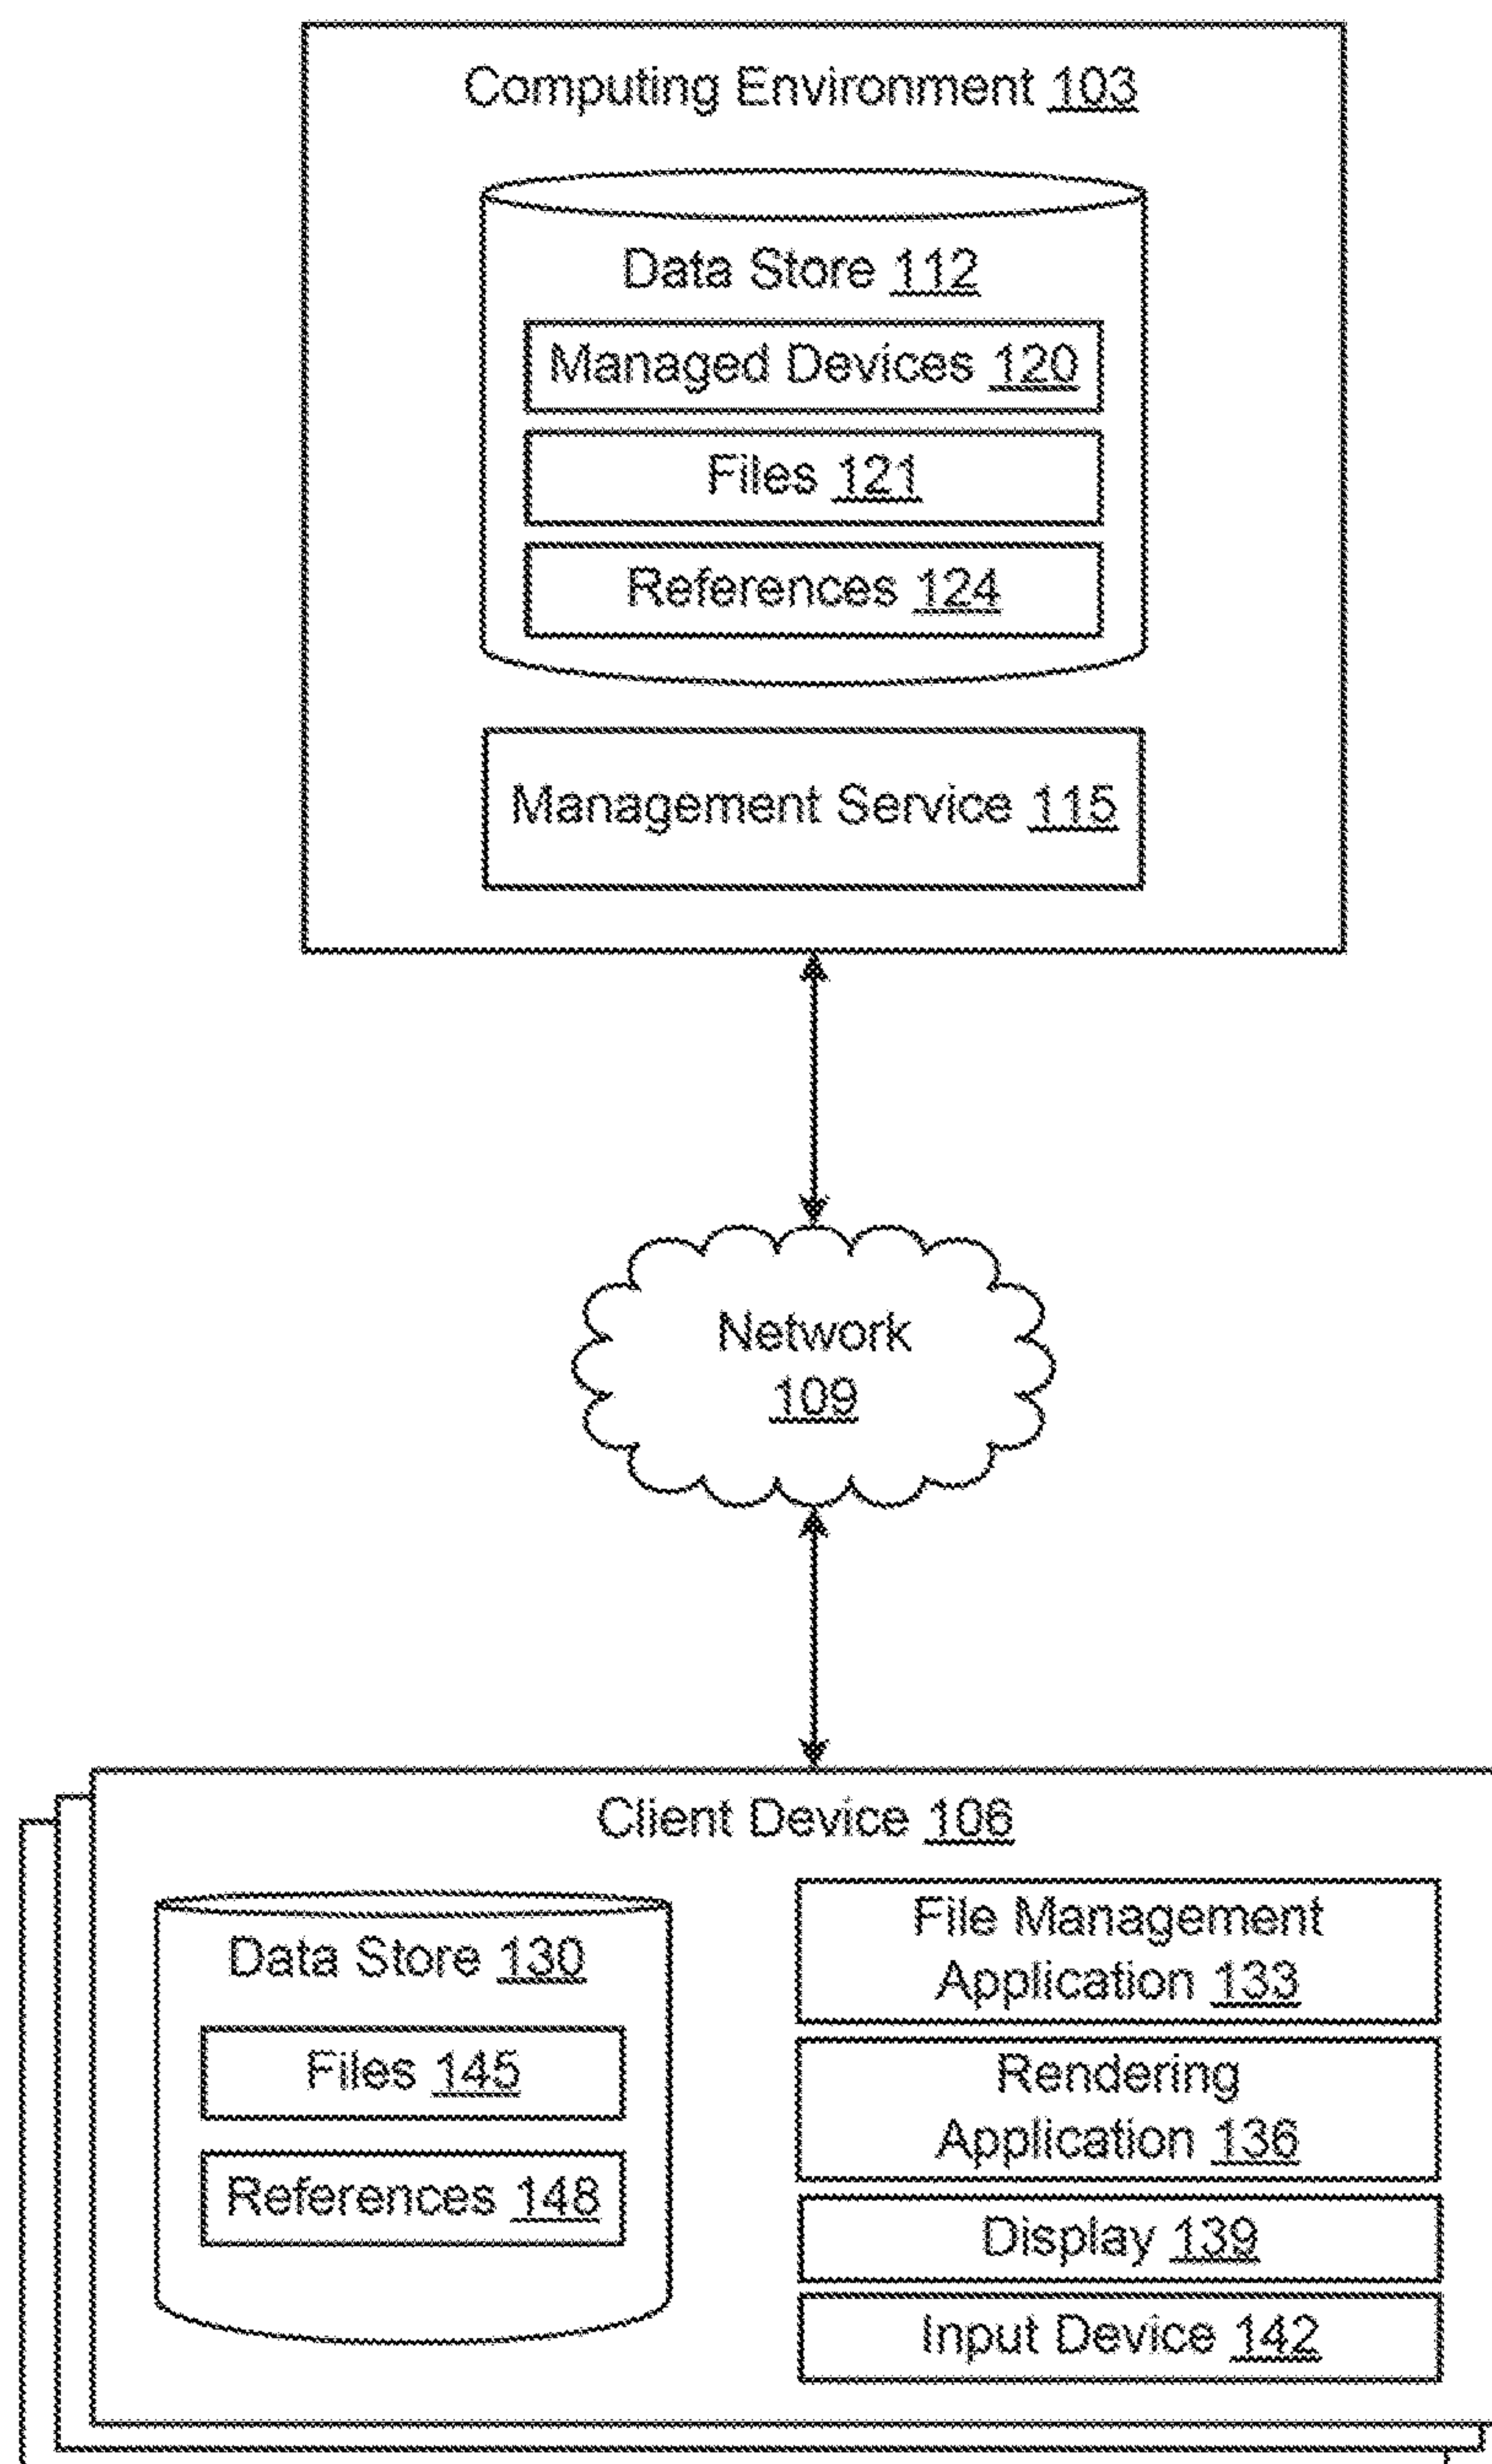 Computing Environment 103
Data Store 112
Managed Devices 120
Files 121
References 124
Management Service 115
Network
109
Client Device 106
Data Store 130
Files 145
References 148
File Management
Application 133
Rendering
Application 136
Display 139
Input Device 142